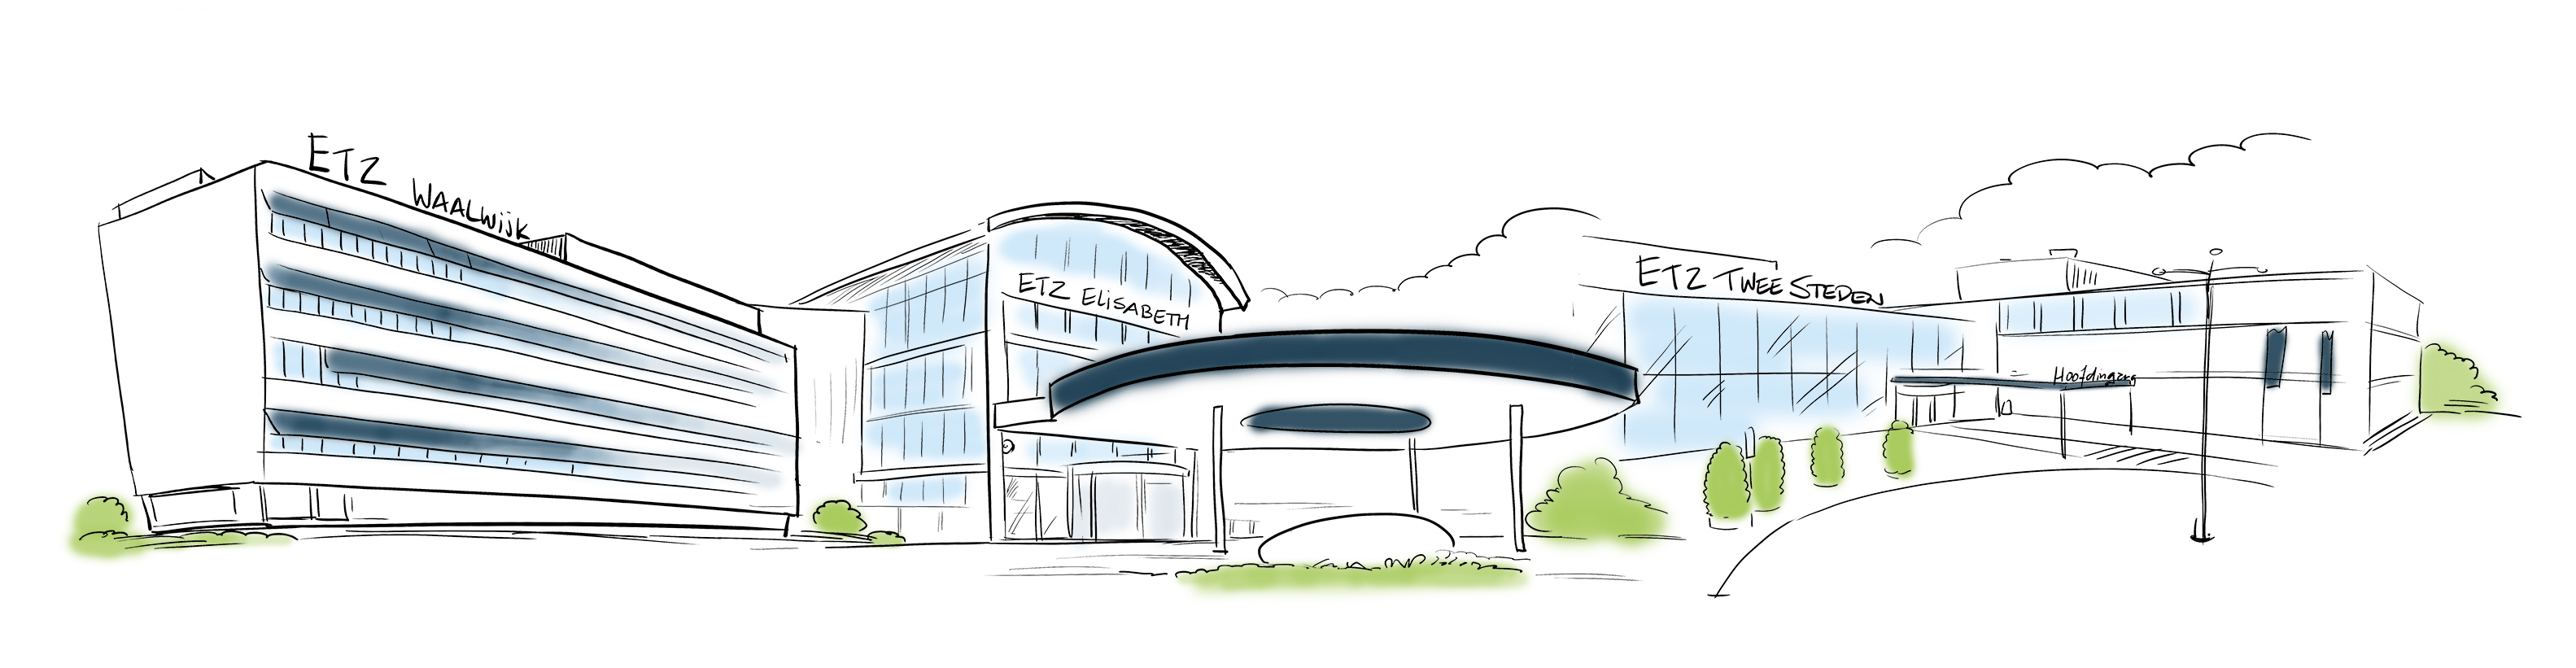 ETZ WAALWijK
ETZ ELiSABETH
ETZ TWEE STEDEN
Hoofdingang